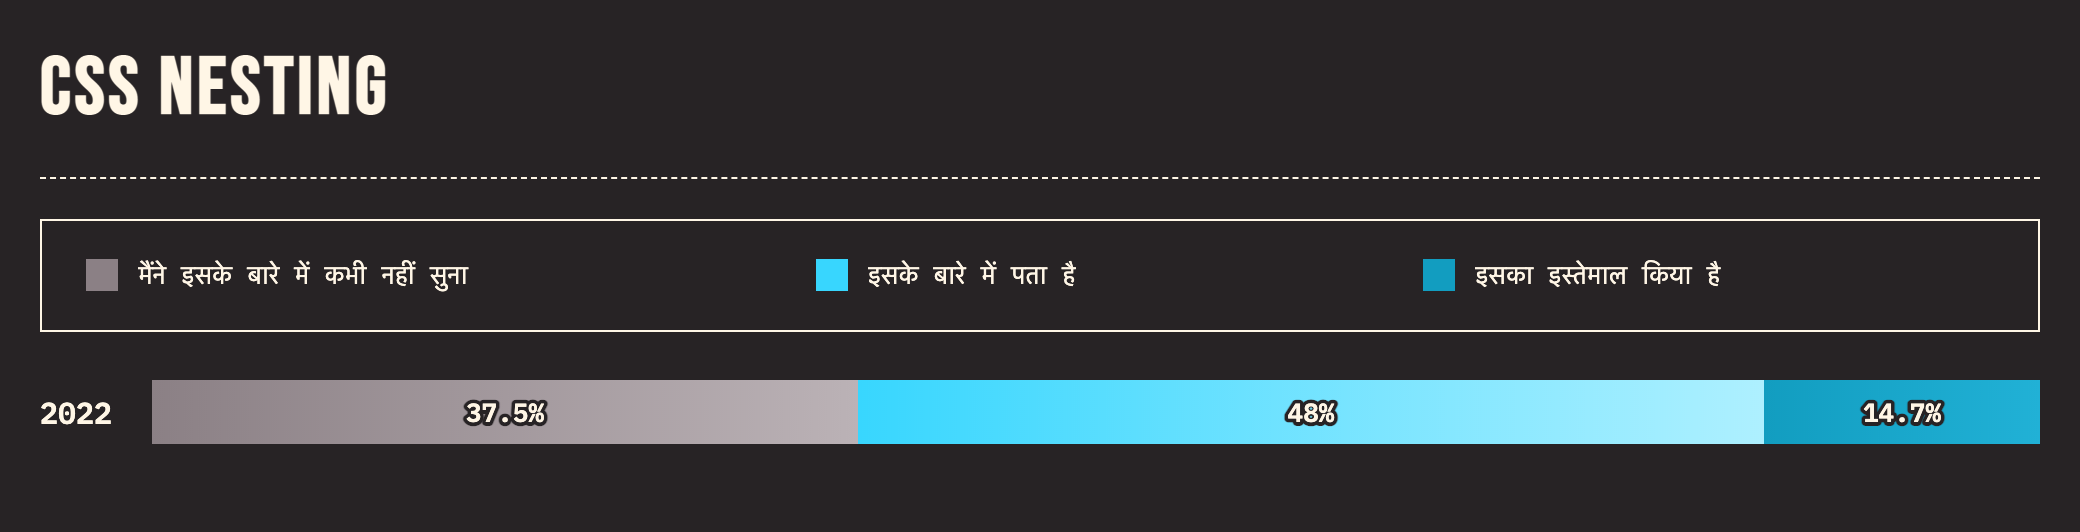 CSS NESTING
मैंने इसके बारे में कभी नहीं सुना इसके बारे में पता है इसका इस्तेमाल किया है
2022 37.5% 48% 14.7%